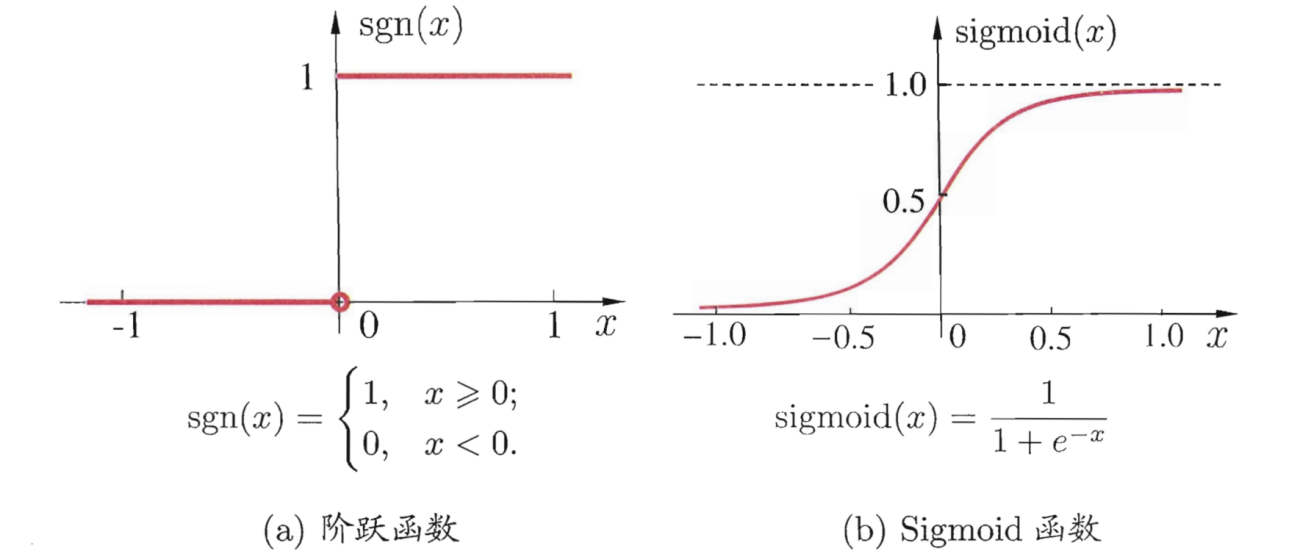 sgn(x)
1
-1
0
1
x
sgn(x) = {1, x ⩾ 0;
0, x < 0.
(a) 阶跃函数
sigmoid(x)
1.0
0.5
−1.0
−0.5
0
0.5
1.0
x
sigmoid(x) = 1 / (1 + e^{−x})
(b) Sigmoid 函数